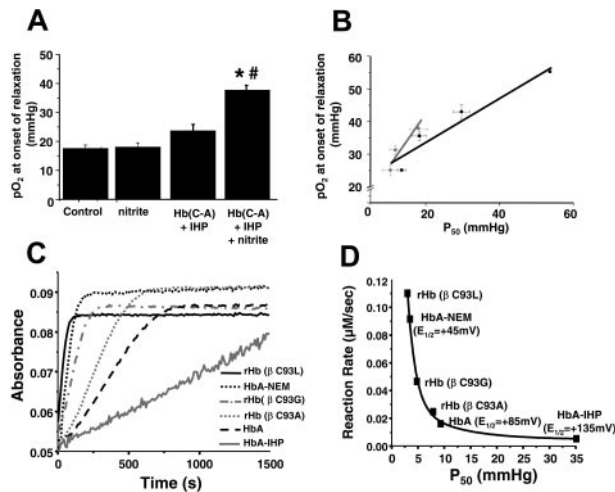 A
pO2 at onset of relaxation
(mmHg)
50
40
30
20
10
0
* #
Control
nitrite
Hb(C-A)
+ IHP
Hb(C-A)
+ IHP
+ nitrite
B
pO2 at onset of relaxation
(mmHg)
60
50
40
30
20
0
0
20
40
60
P50 (mmHg)
C
Absorbance
0.09
0.08
0.07
0.06
0.05
0
500
1000
1500
Time (s)
rHb (β C93L)
HbA-NEM
rHb( β C93G)
rHb (β C93A)
HbA
HbA-IHP
D
Reaction Rate (µM/sec)
0.12
0.10
0.08
0.06
0.04
0.02
0.00
rHb (β C93L)
HbA-NEM
(E1/2=+45mV)
rHb (β C93G)
rHb (β C93A)
HbA (E1/2=+85mV)
HbA-IHP
(E1/2=+135mV)
0
5
10
15
20
25
30
35
P50 (mmHg)